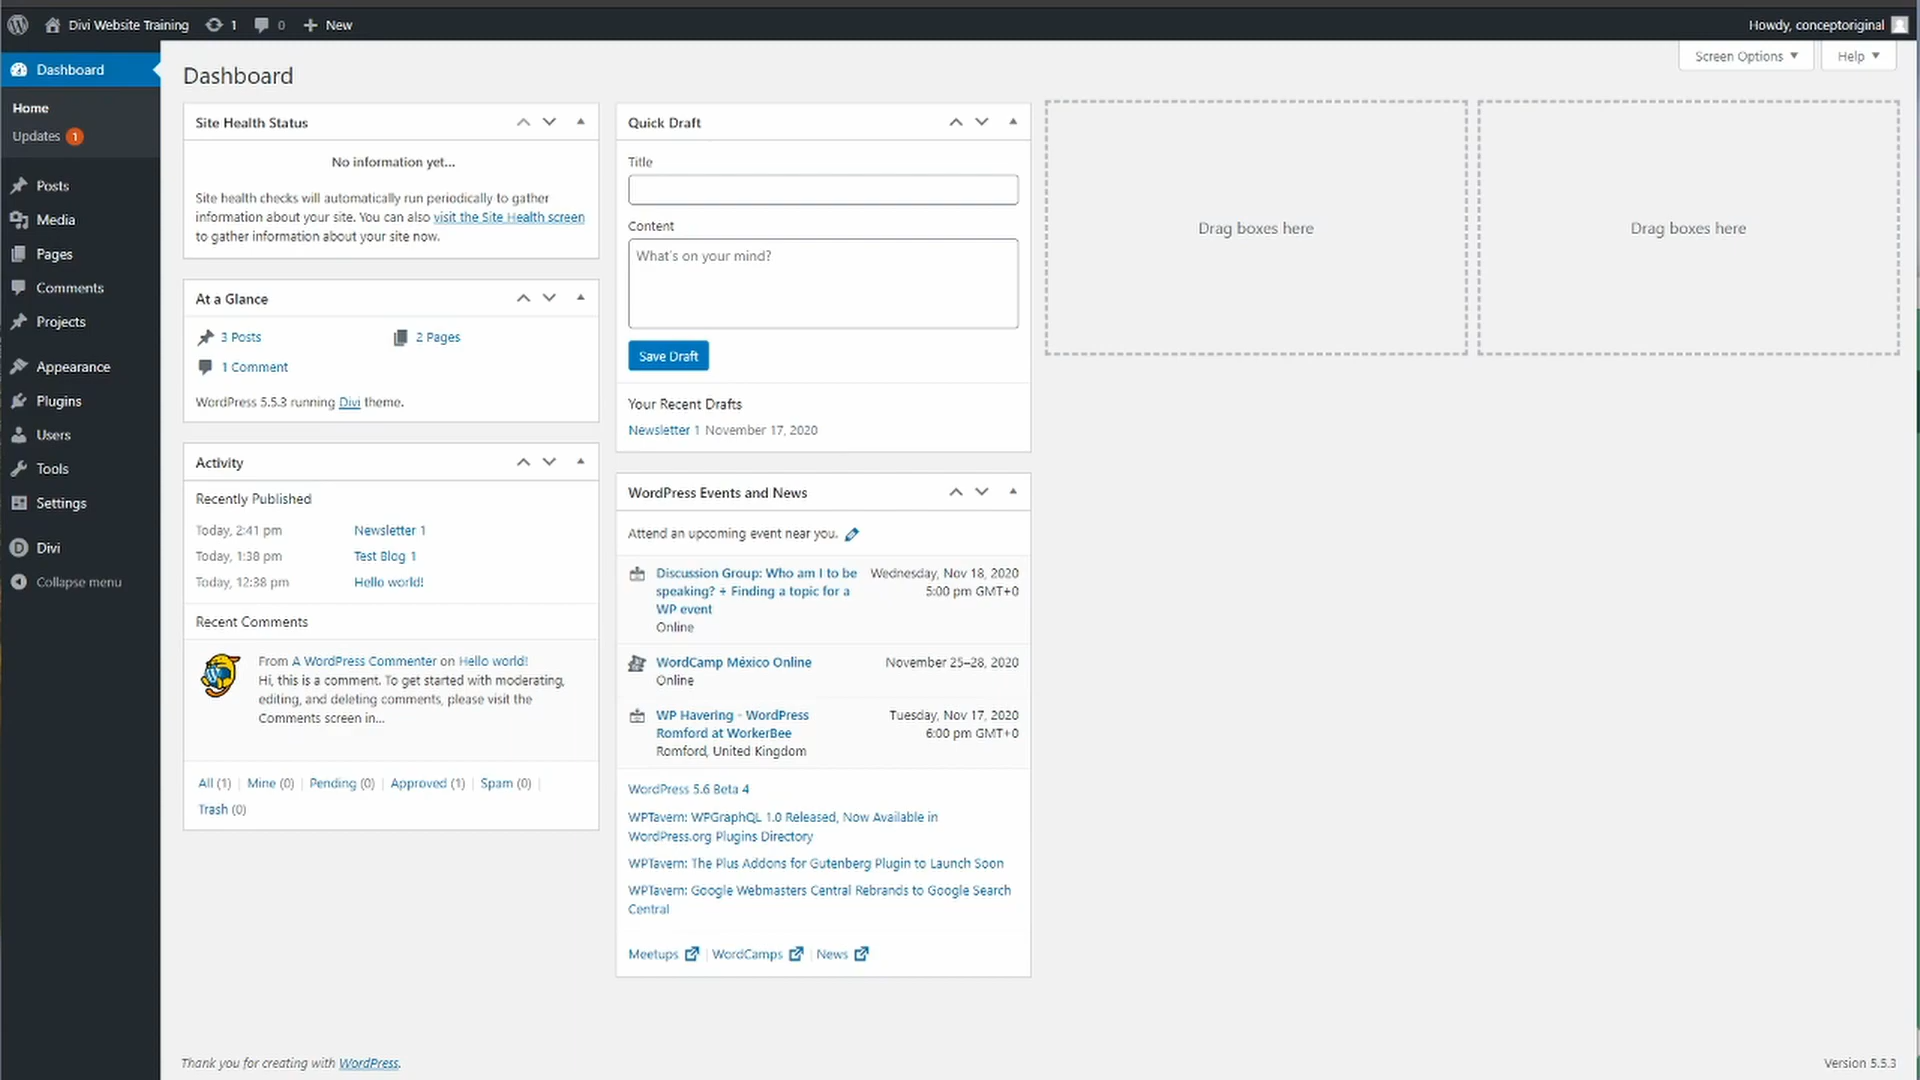 Divi Website Training
1
0
New
Howdy, conceptoriginal
Dashboard
Home
Updates 1
Posts
Media
Pages
Comments
Projects
Appearance
Plugins
Users
Tools
Settings
Divi
Collapse menu
Screen Options
Help
Dashboard
Site Health Status
No information yet...
Site health checks will automatically run periodically to gather
information about your site. You can also visit the Site Health screen
to gather information about your site now.
At a Glance
3 Posts
2 Pages
1 Comment
WordPress 5.5.3 running Divi theme.
Activity
Recently Published
Today, 2:41 pm Newsletter 1
Today, 1:38 pm Test Blog 1
Today, 12:38 pm Hello world!
Recent Comments
From A WordPress Commenter on Hello world!
Hi, this is a comment. To get started with moderating,
editing, and deleting comments, please visit the
Comments screen in...
All (1) | Mine (0) | Pending (0) | Approved (1) | Spam (0) |
Trash (0)
Quick Draft
Title
Content
What's on your mind?
Save Draft
Your Recent Drafts
Newsletter 1 November 17, 2020
WordPress Events and News
Attend an upcoming event near you.
Discussion Group: Who am I to be
speaking? + Finding a topic for a
WP event
Online
Wednesday, Nov 18, 2020
5:00 pm GMT+0
WordCamp México Online
Online
November 25–28, 2020
WP Havering - WordPress
Romford at WorkerBee
Romford, United Kingdom
Tuesday, Nov 17, 2020
6:00 pm GMT+0
WordPress 5.6 Beta 4
WPTavern: WPGraphQL 1.0 Released, Now Available in
WordPress.org Plugins Directory
WPTavern: The Plus Addons for Gutenberg Plugin to Launch Soon
WPTavern: Google Webmasters Central Rebrands to Google Search
Central
Meetups | WordCamps | News
Drag boxes here
Drag boxes here
Thank you for creating with WordPress.
Version 5.5.3